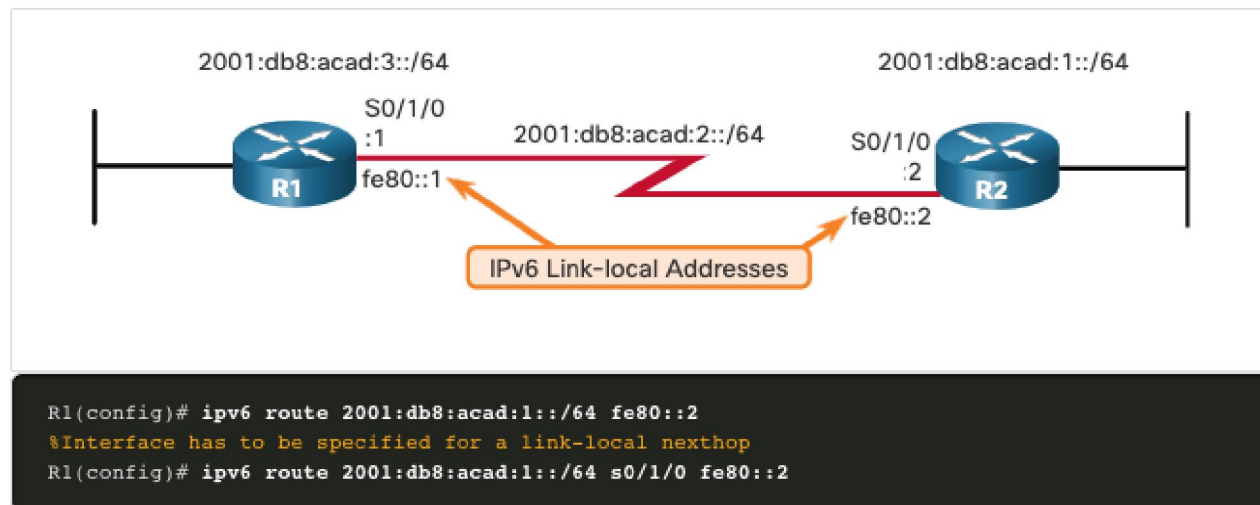 2001:db8:acad:3::/64
2001:db8:acad:1::/64
S0/1/0
:1
2001:db8:acad:2::/64
S0/1/0
:2
R1
fe80::1
R2
fe80::2
IPv6 Link-local Addresses
R1(config)# ipv6 route 2001:db8:acad:1::/64 fe80::2
%Interface has to be specified for a link-local nexthop
R1(config)# ipv6 route 2001:db8:acad:1::/64 s0/1/0 fe80::2